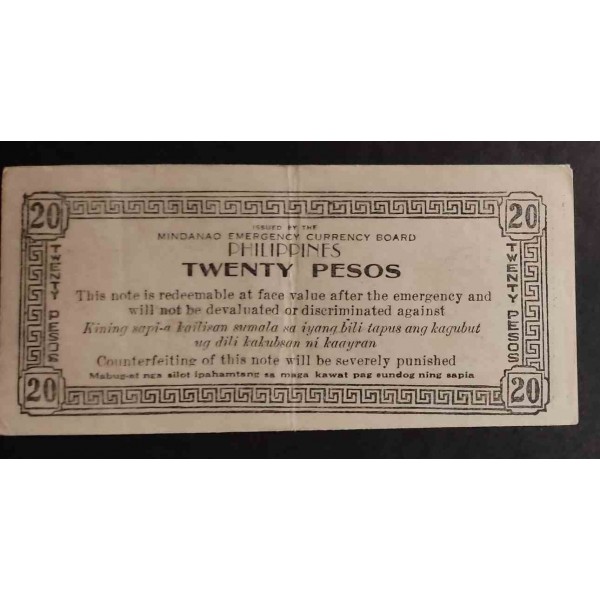 20 20
ISSUED BY THE
MINDANAO EMERGENCY CURRENCY BOARD
PHILIPPINES
TWENTY PESOS
This note is redeemable at face value after the emergency and
will not be devaluated or discriminated against
Kining sapi-a kailisan sumala sa iyang bili tapus ang kagubut
ug dili kakubsan ni kaayran
Counterfeiting of this note will be severely punished
Mabug-at nga silot ipahamtang sa maga kawat pag sundog ning sapia
TWENTY PESOS
TWENTY PESOS
20 20